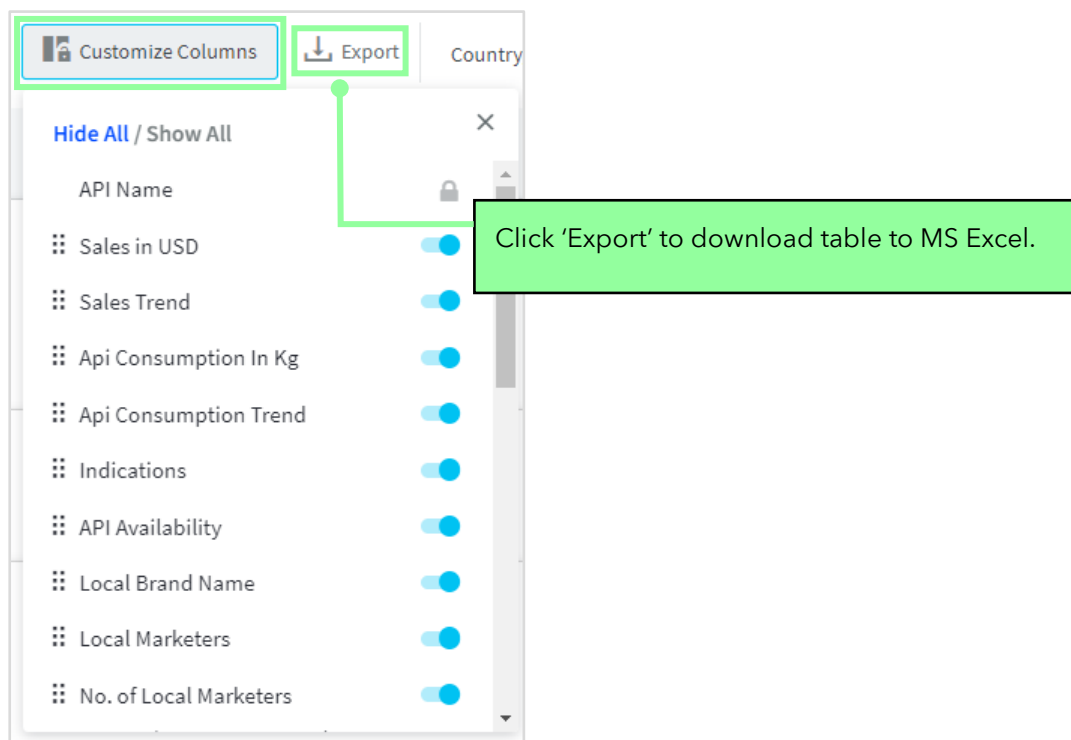 Customize Columns
Export
Country
Hide All / Show All
API Name
Sales in USD
Click ‘Export’ to download table to MS Excel.
Sales Trend
Api Consumption In Kg
Api Consumption Trend
Indications
API Availability
Local Brand Name
Local Marketers
No. of Local Marketers